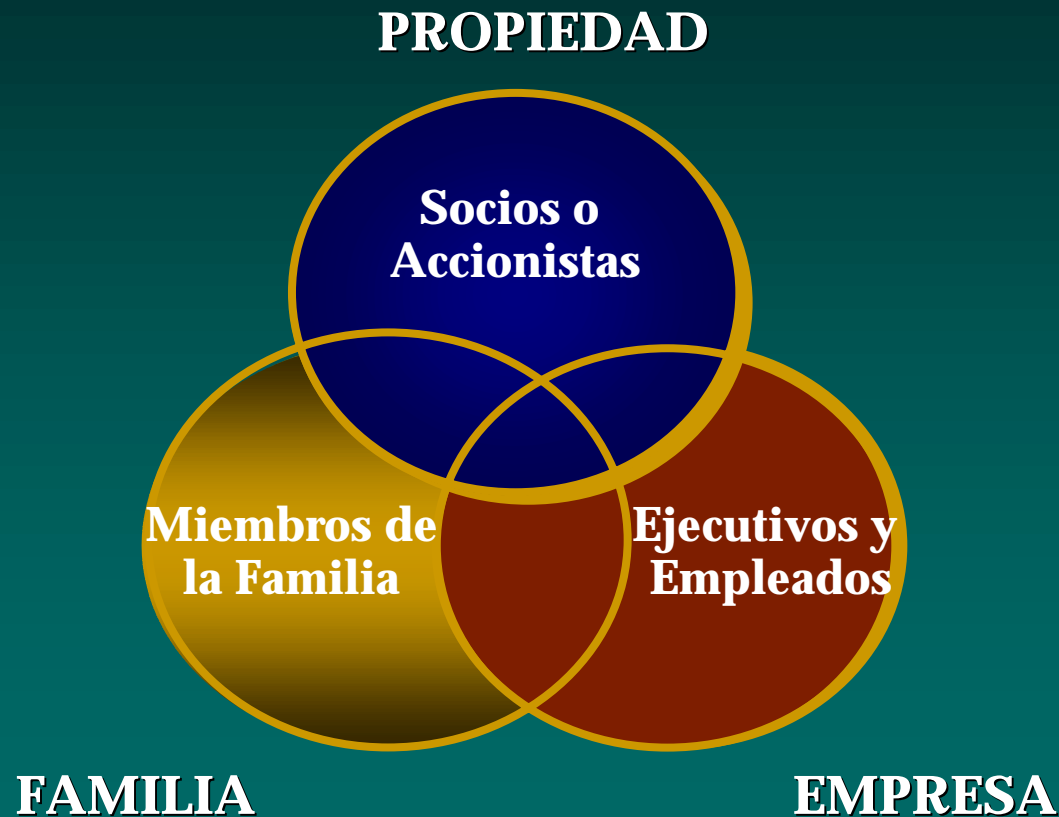 PROPIEDAD
Socios o
Accionistas
Miembros de
la Familia
Ejecutivos y
Empleados
FAMILIA
EMPRESA